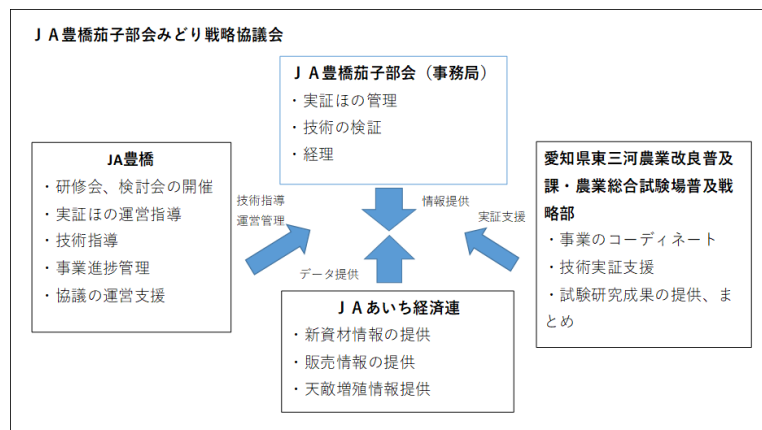 ＪＡ豊橋茄子部会みどり戦略協議会
ＪＡ豊橋茄子部会（事務局）
・実証ほの管理
・技術の検証
・経理
JA豊橋
・研修会、検討会の開催
・実証ほの運営指導
・技術指導
・事業進捗管理
・協議の運営支援
技術指導
運営管理
情報提供
実証支援
データ提供
愛知県東三河農業改良普及
課・農業総合試験場普及戦
略部
・事業のコーディネート
・技術実証支援
・試験研究成果の提供、ま
とめ
ＪＡあいち経済連
・新資材情報の提供
・販売情報の提供
・天敵増殖情報提供